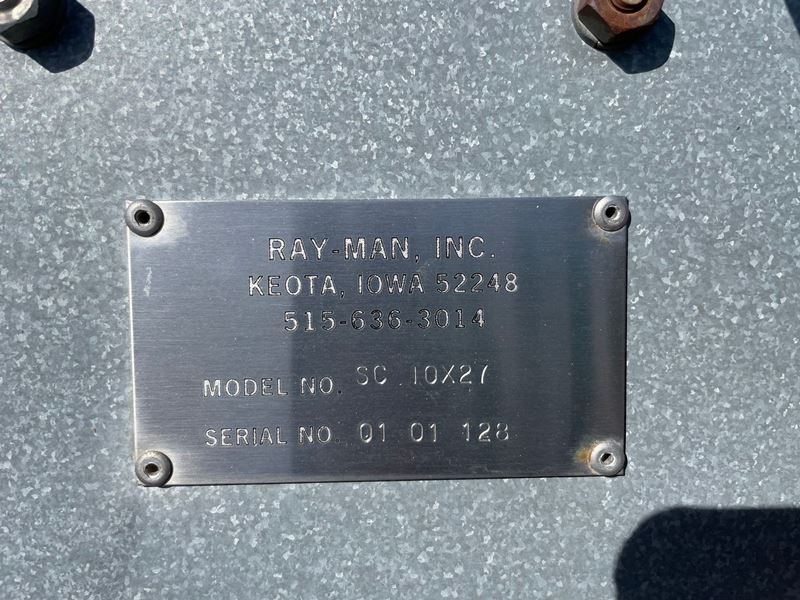 RAY-MAN, INC.
KEOTA, IOWA 52248
515-636-3014
MODEL NO. SC 10X27
SERIAL NO. 01 01 128